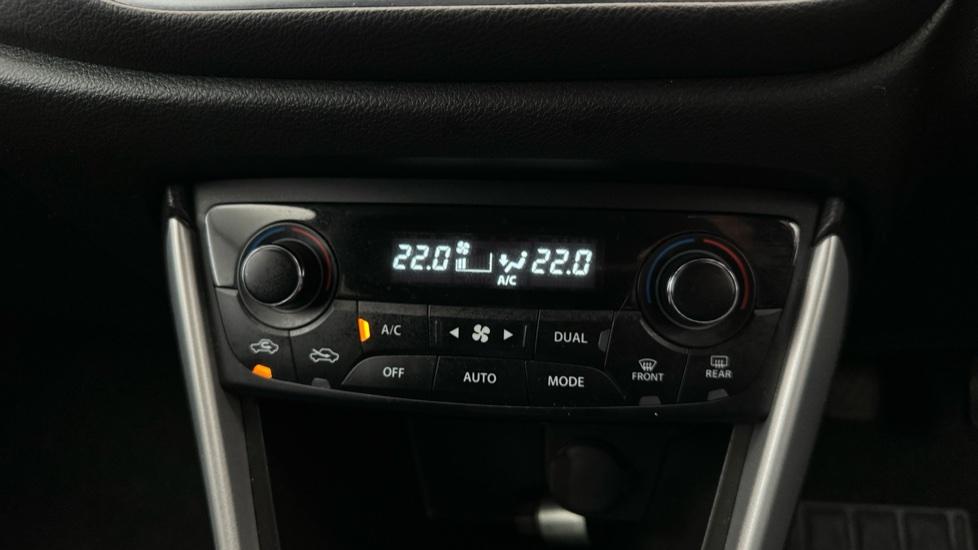 22.0 22.0
A/C
A/C DUAL
OFF AUTO MODE FRONT REAR